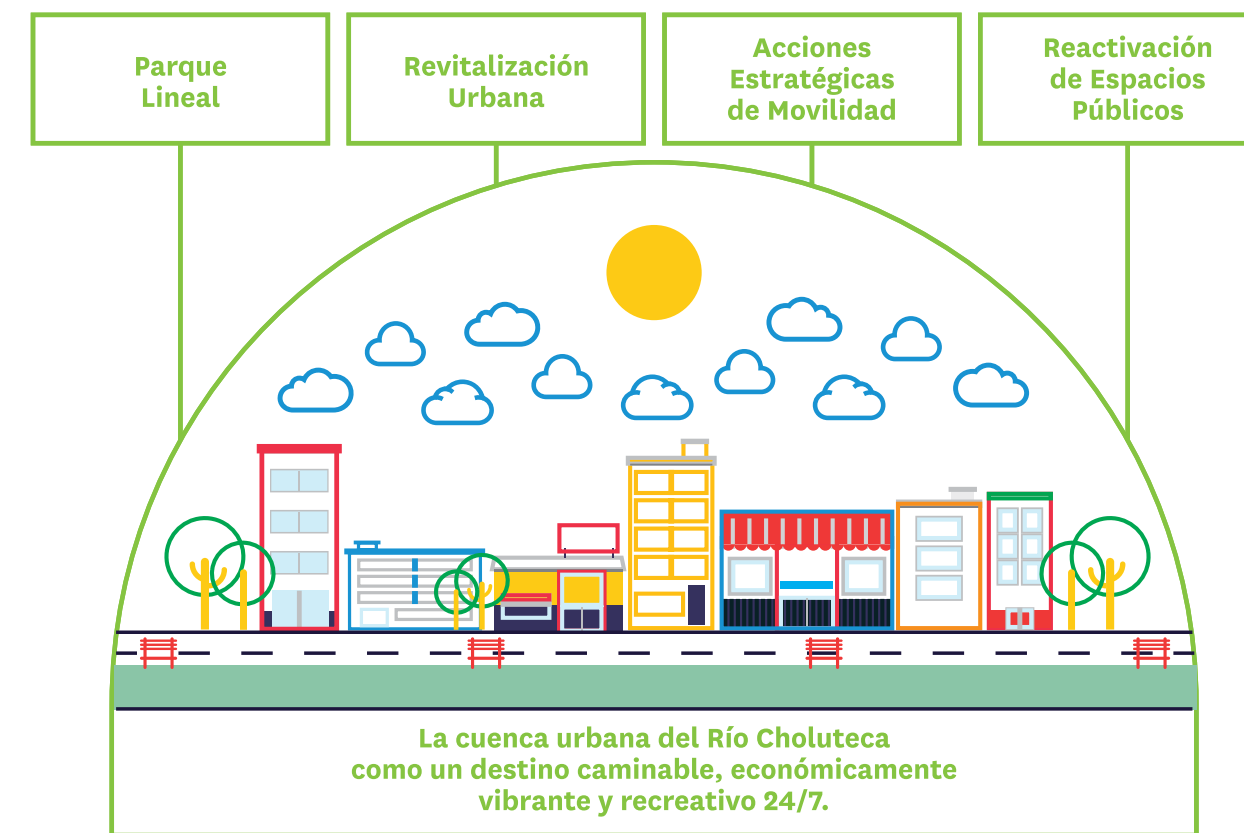 Parque
Lineal
Revitalización
Urbana
Acciones
Estratégicas
de Movilidad
Reactivación
de Espacios
Públicos
La cuenca urbana del Río Choluteca
como un destino caminable, económicamente
vibrante y recreativo 24/7.